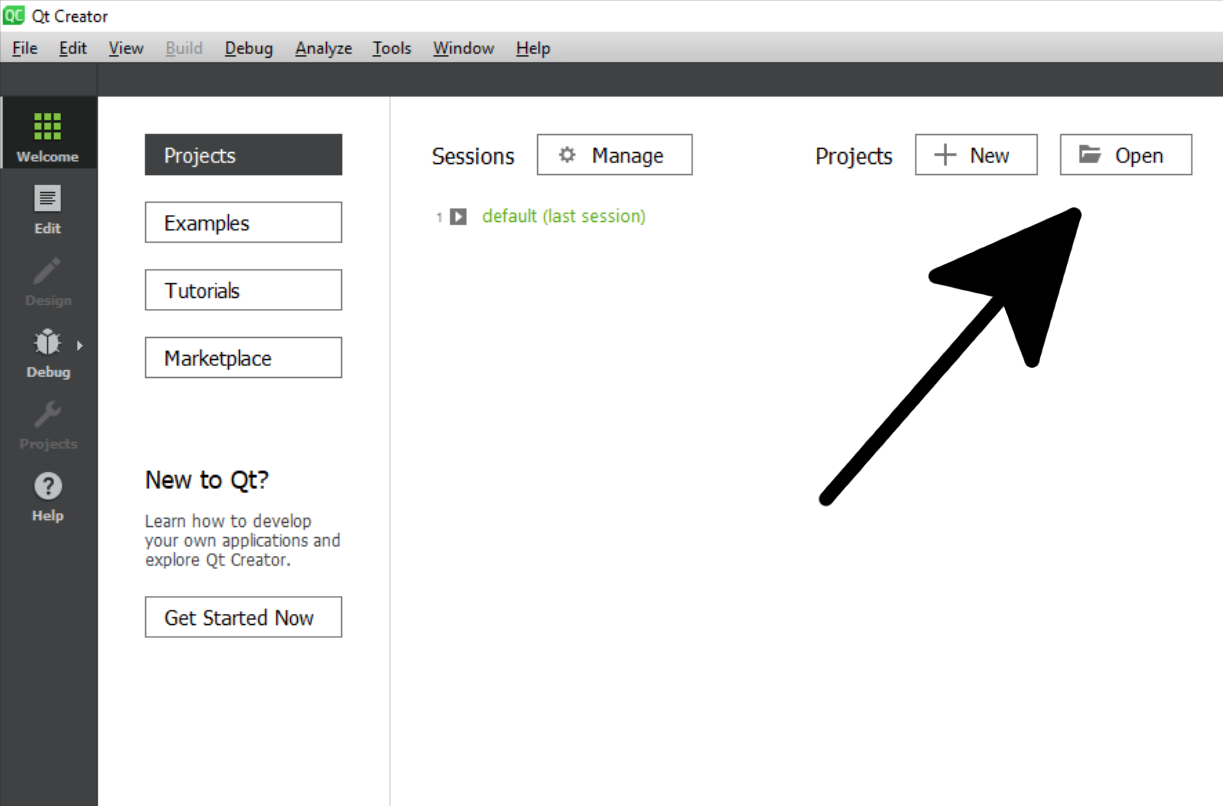 QC Qt Creator
File Edit View Build Debug Analyze Tools Window Help
Welcome
Edit
Design
Debug
Projects
Help
Projects
Examples
Tutorials
Marketplace
New to Qt?
Learn how to develop
your own applications and
explore Qt Creator.
Get Started Now
Sessions Manage
1 default (last session)
Projects New Open